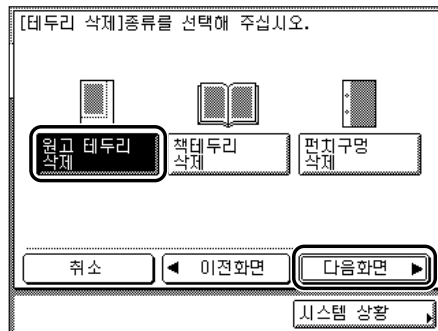 [테두리 삭제]종류를 선택해 주십시오.
원고 테두리
삭제
책테두리
삭제
펀치구멍
삭제
취소
◀ 이전화면
다음화면 ▶
시스템 상황